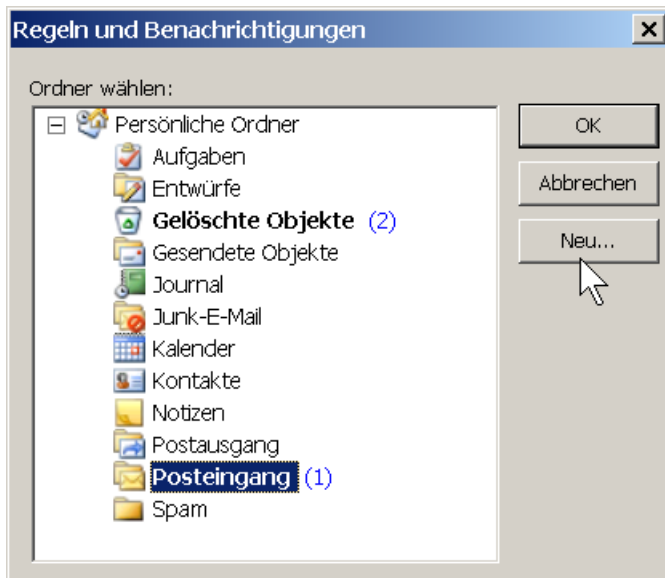 Regeln und Benachrichtigungen
Ordner wählen:
Persönliche Ordner
Aufgaben
Entwürfe
Gelöschte Objekte (2)
Gesendete Objekte
Journal
Junk-E-Mail
Kalender
Kontakte
Notizen
Postausgang
Posteingang (1)
Spam
OK
Abbrechen
Neu...